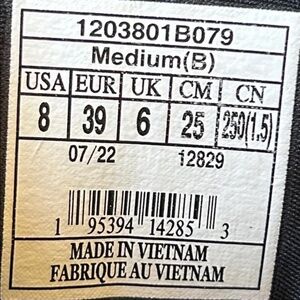 1203801B079
Medium(B)
USA EUR UK CM CN
8 39 6 25 250(1.5)
07/22 12829
1 95394 14285 3
MADE IN VIETNAM
FABRIQUE AU VIETNAM